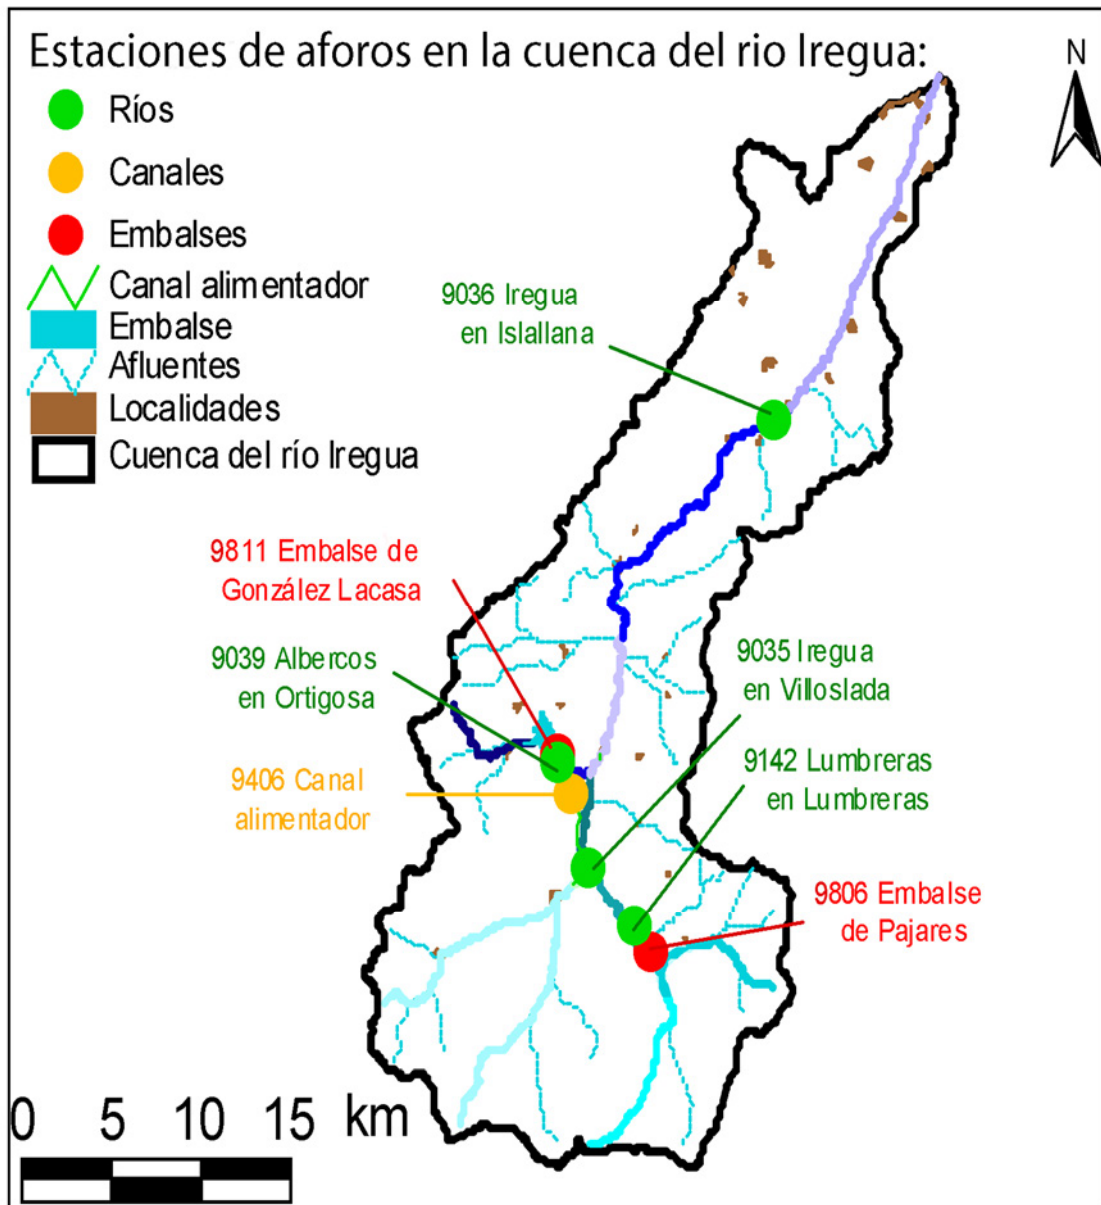 Estaciones de aforos en la cuenca del rio Iregua:
N
Ríos
Canales
Embalses
Canal alimentador
Embalse
Afluentes
Localidades
Cuenca del río Iregua
9036 Iregua
en Islallana
9811 Embalse de
González Lacasa
9039 Albercos
en Ortigosa
9035 Iregua
en Villoslada
9142 Lumbreras
en Lumbreras
9406 Canal
alimentador
9806 Embalse
de Pajares
0 5 10 15 km